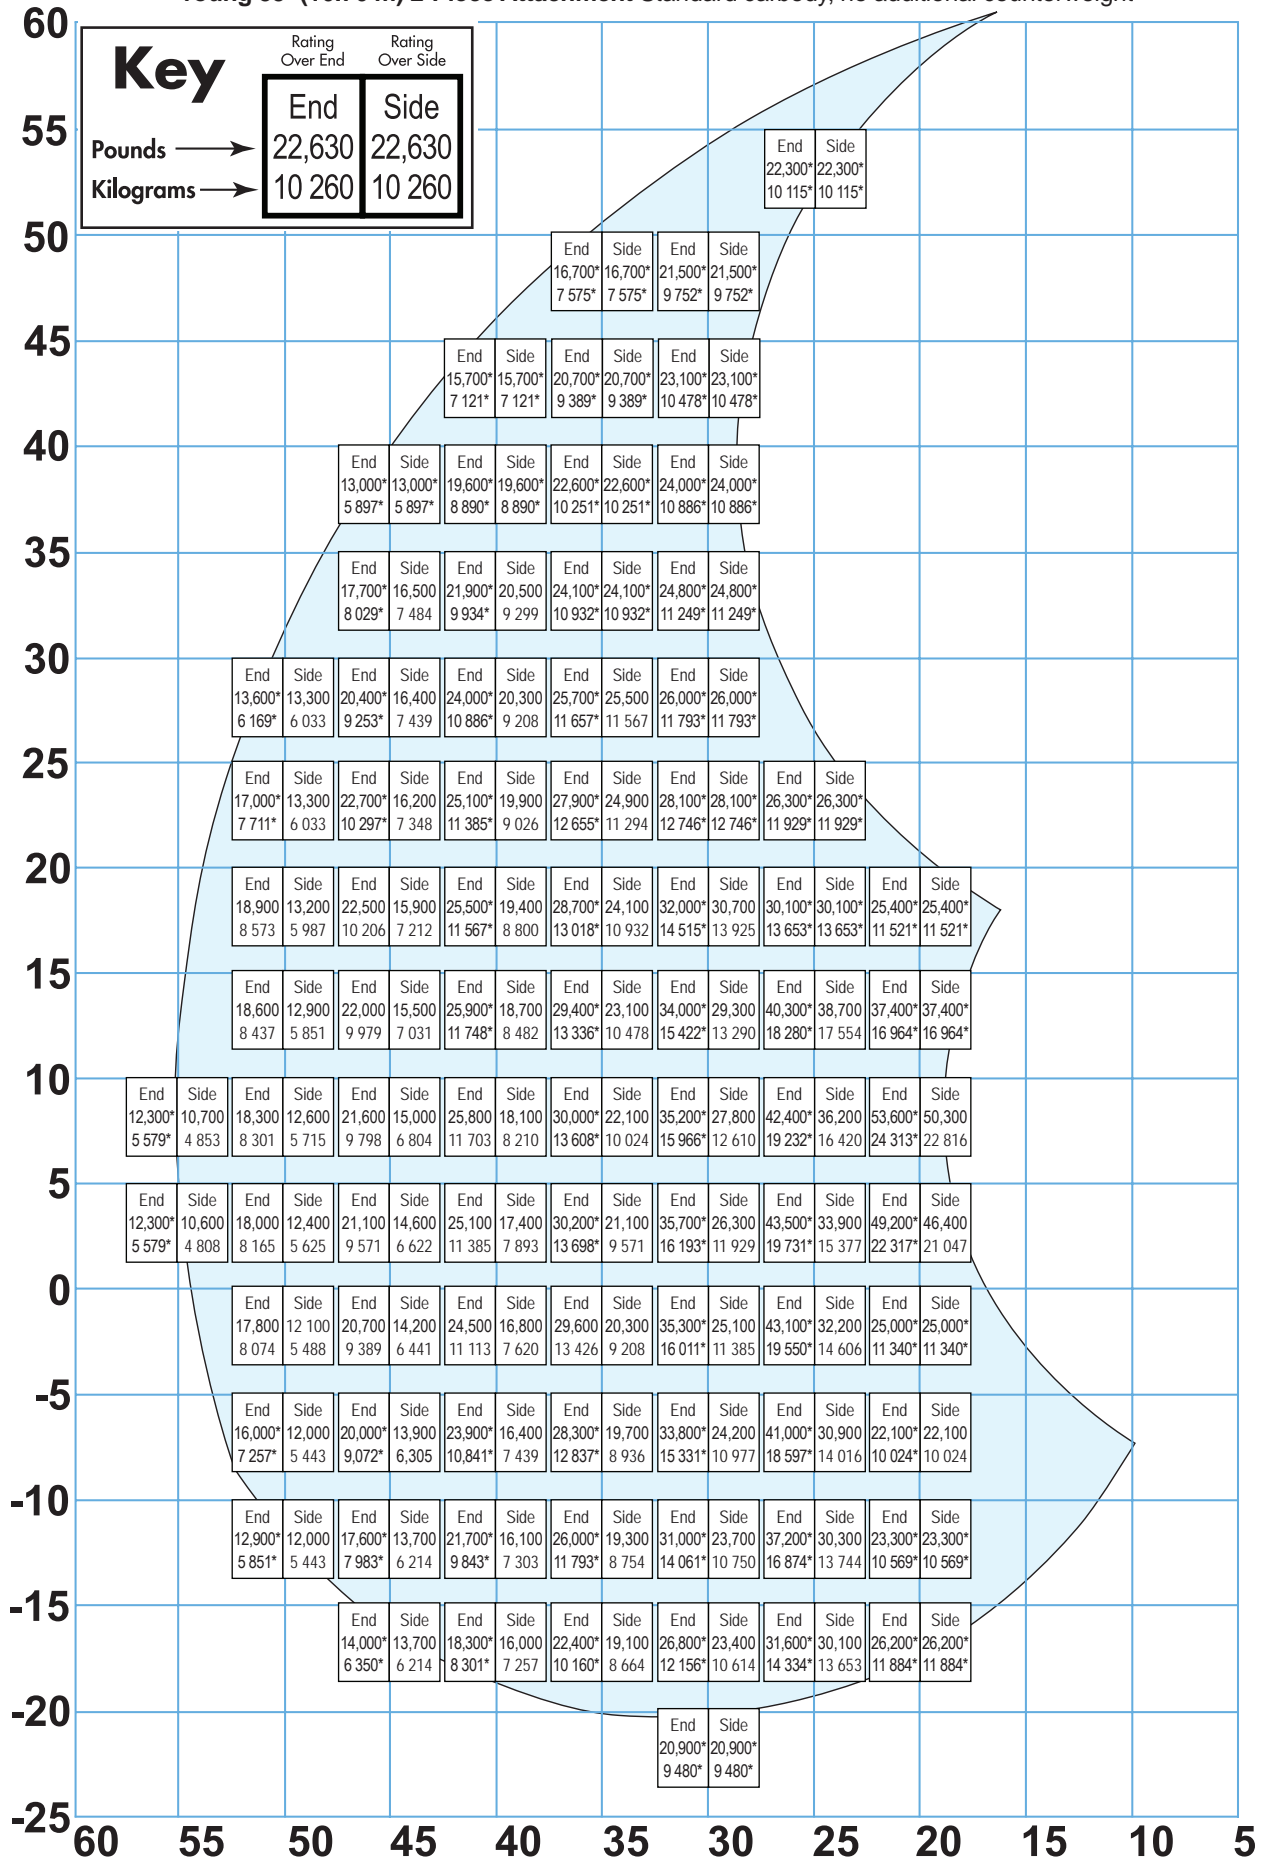 Attachment Standard carbody, no additional counterweight
60
Key
Rating Over End
Rating Over Side
End Side
Pounds 22,630 22,630
Kilograms 10 260 10 260
55
End Side
22,300* 22,300*
10 115* 10 115*
50
End Side End Side
16,700* 16,700* 21,500* 21,500*
7 575* 7 575* 9 752* 9 752*
45
End Side End Side End Side
15,700* 15,700* 20,700* 20,700* 23,100* 23,100*
7 121* 7 121* 9 389* 9 389* 10 478* 10 478*
40
End Side End Side End Side End Side
13,000* 13,000* 19,600* 19,600* 22,600* 22,600* 24,000* 24,000*
5 897* 5 897* 8 890* 8 890* 10 251* 10 251* 10 886* 10 886*
35
End Side End Side End Side End Side
17,700* 16,500 21,900* 20,500 24,100* 24,100* 24,800* 24,800*
8 029* 7 484 9 934* 9 299 10 932* 10 932* 11 249* 11 249*
30
End Side End Side End Side End Side End Side
13,600* 13,300 20,400* 16,400 24,000* 20,300 25,700* 25,500 26,000* 26,000*
6 169* 6 033 9 253* 7 439 10 886* 9 208 11 657* 11 567 11 793* 11 793*
25
End Side End Side End Side End Side End Side End Side
17,000* 13,300 22,700* 16,200 25,100* 19,900 27,900* 24,900 28,100* 28,100* 26,300* 26,300*
7 711* 6 033 10 297* 7 348 11 385* 9 026 12 655* 11 294 12 746* 12 746* 11 929* 11 929*
20
End Side End Side End Side End Side End Side End Side End Side
18,900 13,200 22,500 15,900 25,500* 19,400 28,700* 24,100 32,000* 30,700 30,100* 30,100* 25,400* 25,400*
8 573 5 987 10 206 7 212 11 567* 8 800 13 018* 10 932 14 515* 13 925 13 653* 13 653* 11 521* 11 521*
15
End Side End Side End Side End Side End Side End Side End Side
18,600 12,900 22,000 15,500 25,900* 18,700 29,400* 23,100 34,000* 29,300 40,300* 38,700 37,400* 37,400*
8 437 5 851 9 979 7 031 11 748* 8 482 13 336* 10 478 15 422* 13 290 18 280* 17 554 16 964* 16 964*
10
End Side End Side End Side End Side End Side End Side End Side End Side
12,300* 10,700 18,300 12,600 21,600 15,000 25,800 18,100 30,000* 22,100 35,200* 27,800 42,400* 36,200 53,600* 50,300
5 579* 4 853 8 301 5 715 9 798 6 804 11 703 8 210 13 608* 10 024 15 966* 12 610 19 232* 16 420 24 313* 22 816
5
End Side End Side End Side End Side End Side End Side End Side End Side
12,300* 10,600 18,000 12,400 21,100 14,600 25,100 17,400 30,200* 21,100 35,700* 26,300 43,500* 33,900 49,200* 46,400
5 579* 4 808 8 165 5 625 9 571 6 622 11 385 7 893 13 698* 9 571 16 193* 11 929 19 731* 15 377 22 317* 21 047
0
End Side End Side End Side End Side End Side End Side End Side
17,800 12 100 20,700 14,200 24,500 16,800 29,600 20,300 35,300* 25,100 43,100* 32,200 25,000* 25,000*
8 074 5 488 9 389 6 441 11 113 7 620 13 426 9 208 16 011* 11 385 19 550* 14 606 11 340* 11 340*
-5
End Side End Side End Side End Side End Side End Side End Side
16,000* 12,000 20,000* 13,900 23,900* 16,400 28,300* 19,700 33,800* 24,200 41,000* 30,900 22,100* 22,100
7 257* 5 443 9,072* 6,305 10,841* 7 439 12 837* 8 936 15 331* 10 977 18 597* 14 016 10 024* 10 024
-10
End Side End Side End Side End Side End Side End Side End Side
12,900* 12,000 17,600* 13,700 21,700* 16,100 26,000* 19,300 31,000* 23,700 37,200* 30,300 23,300* 23,300*
5 851* 5 443 7 983* 6 214 9 843* 7 303 11 793* 8 754 14 061* 10 750 16 874* 13 744 10 569* 10 569*
-15
End Side End Side End Side End Side End Side End Side
14,000* 13,700 18,300* 16,000 22,400* 19,100 26,800* 23,400 31,600* 30,100 26,200* 26,200*
6 350* 6 214 8 301* 7 257 10 160* 8 664 12 156* 10 614 14 334* 13 653 11 884* 11 884*
-20
End Side
20,900* 20,900*
9 480* 9 480*
-25
60 55 50 45 40 35 30 25 20 15 10 5